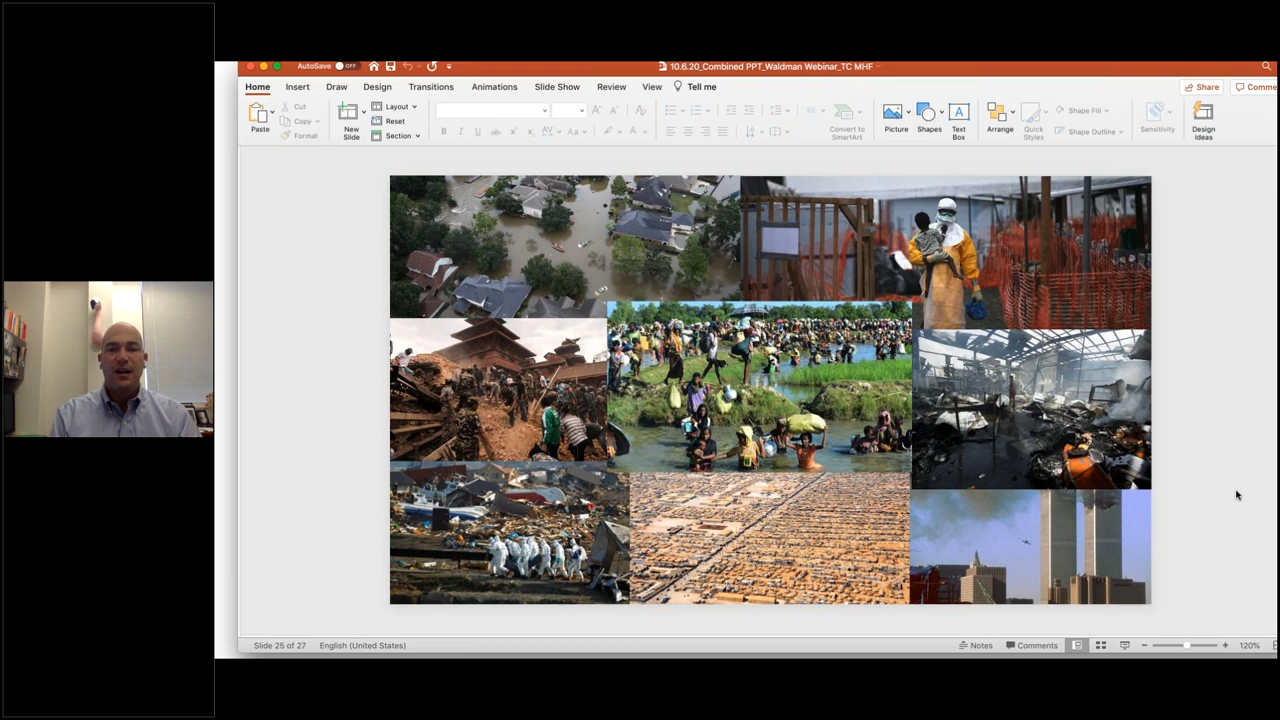 AutoSave OFF
10.6.20_Combined PPT_Waldman Webinar_TC MHF
Home Insert Draw Design Transitions Animations Slide Show Review View Tell me
Share Comme
Paste
Cut
Copy
Format
New Slide
Layout
Reset
Section
Convert to SmartArt
Picture
Shapes
Text Box
Arrange
Quick Styles
Shape Fill
Shape Outline
Sensitivity
Design Ideas
Slide 25 of 27 English (United States)
Notes Comments 120%